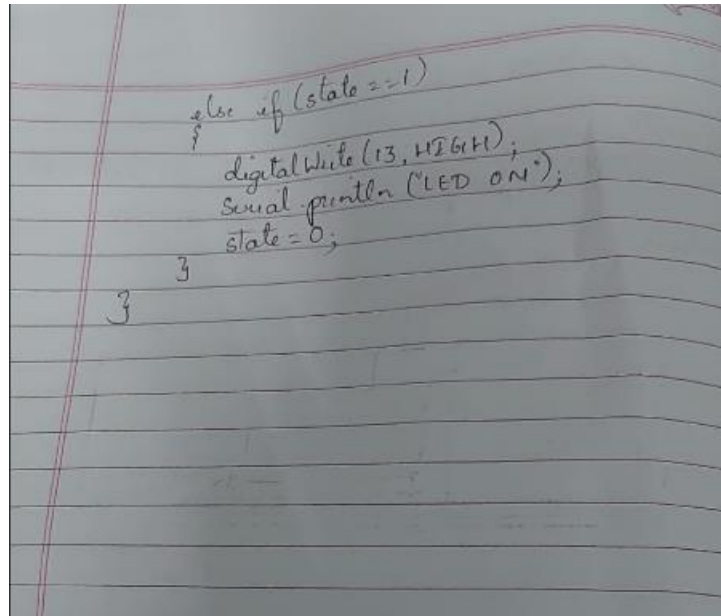 else if (state == 1)
{
digitalWrite (13, HIGH);
Serial.println ("LED ON");
state = 0;
}
}